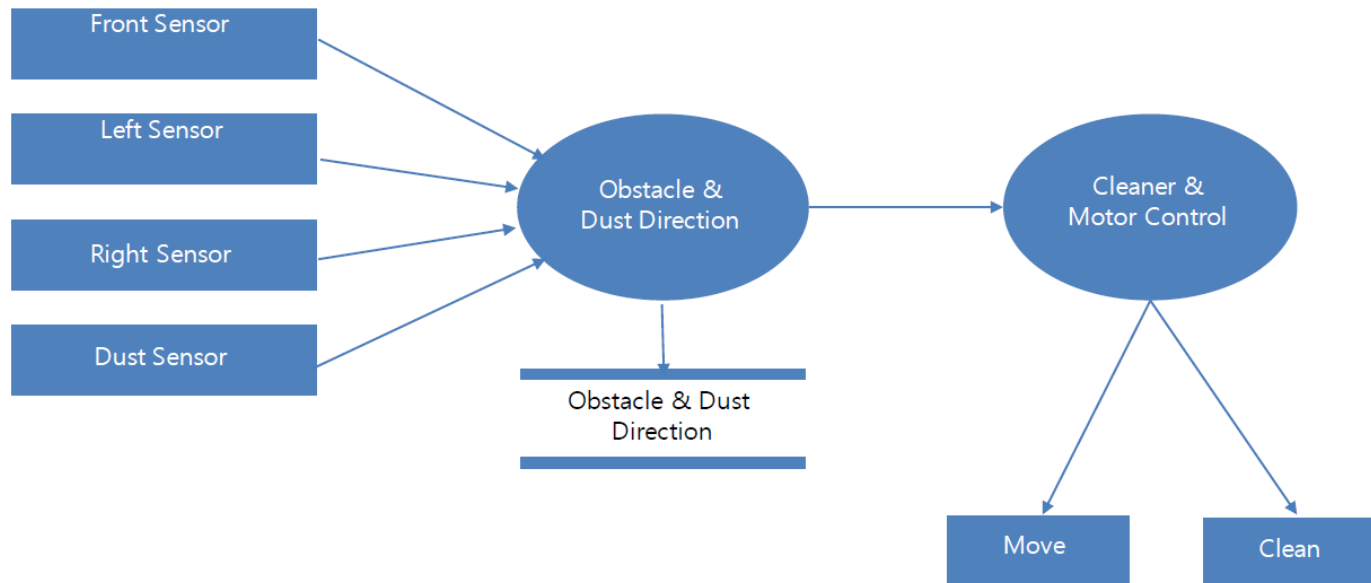 Front Sensor
Left Sensor
Right Sensor
Dust Sensor
Obstacle &
Dust Direction
Cleaner &
Motor Control
Obstacle & Dust
Direction
Move
Clean